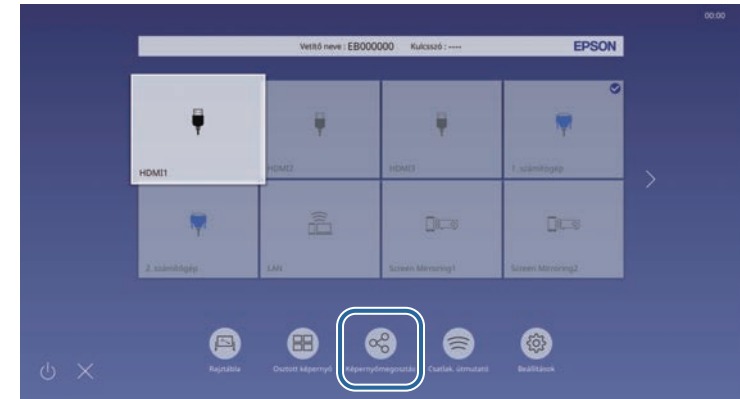 00:00
Vetítő neve : EB000000 Kulcsszó : ---- EPSON
HDMI1 HDMI2 HDMI3 1. számítógép
2. számítógép LAN Screen Mirroring1 Screen Mirroring2
Rajztábla Osztott képernyő Képernyőmegosztás Csatlak. útmutató Beállítások